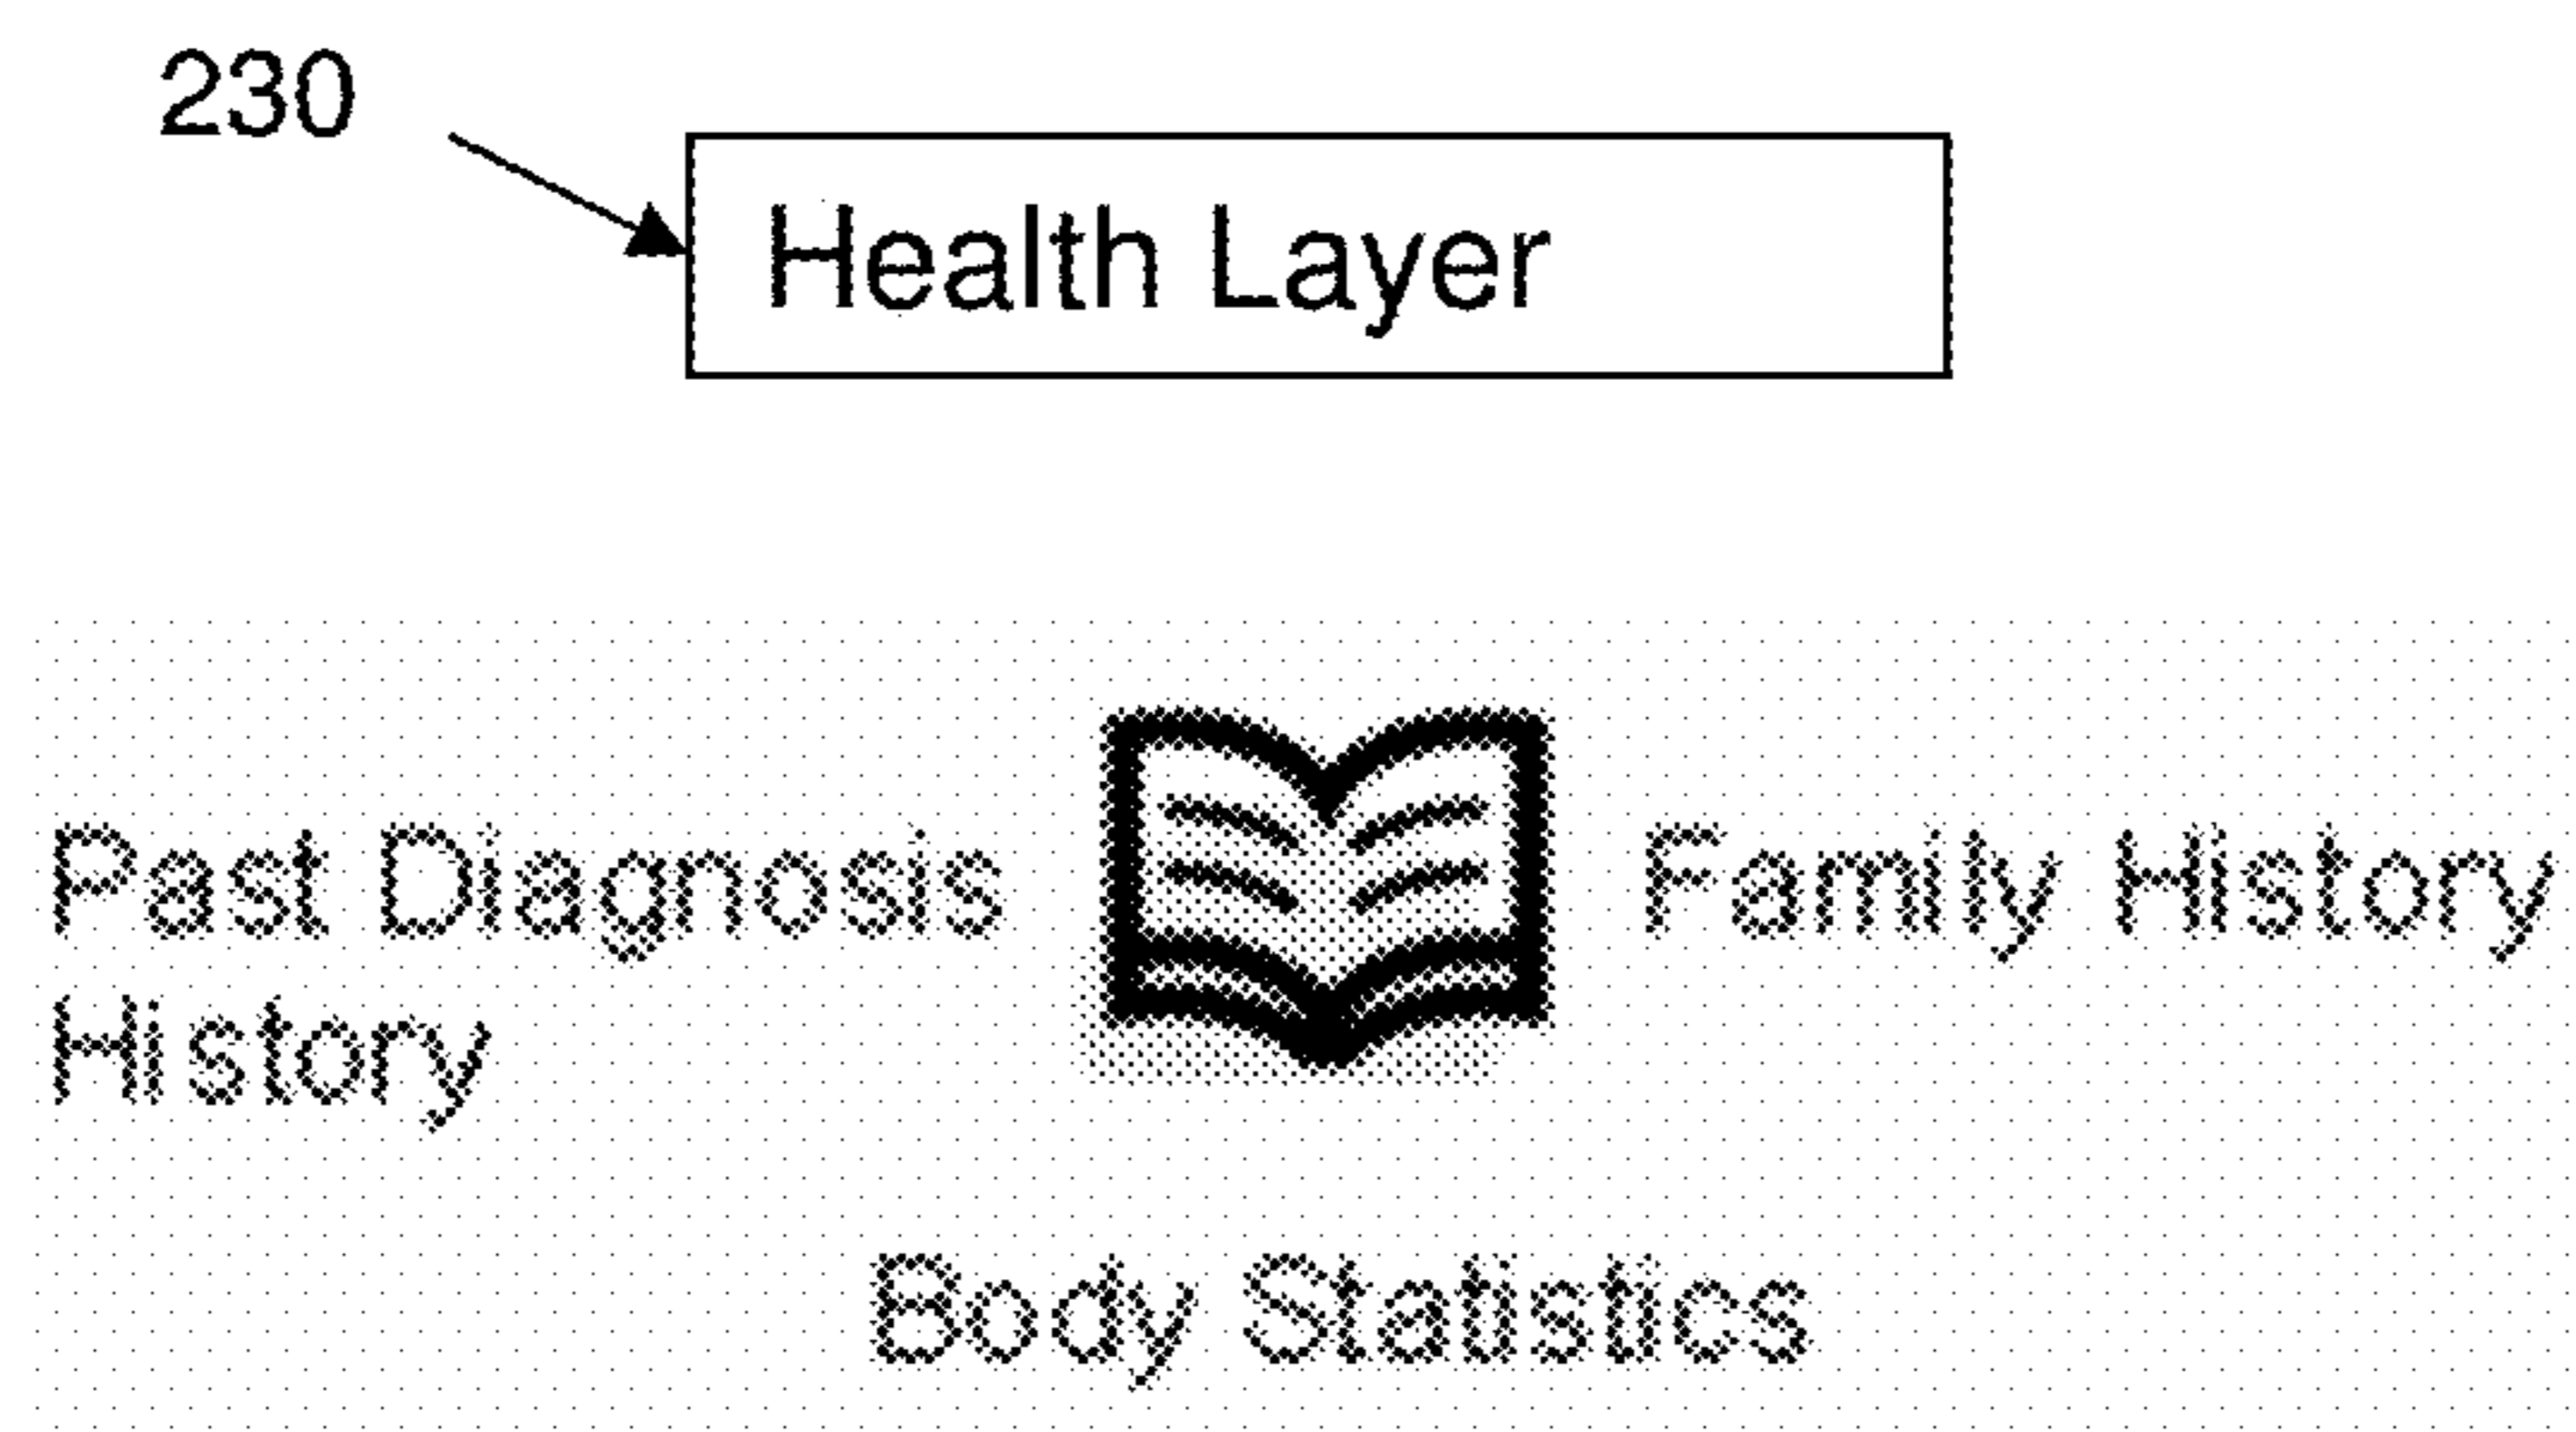 230
Health Layer
Past Diagnosis
History
Family History
Body Statistics